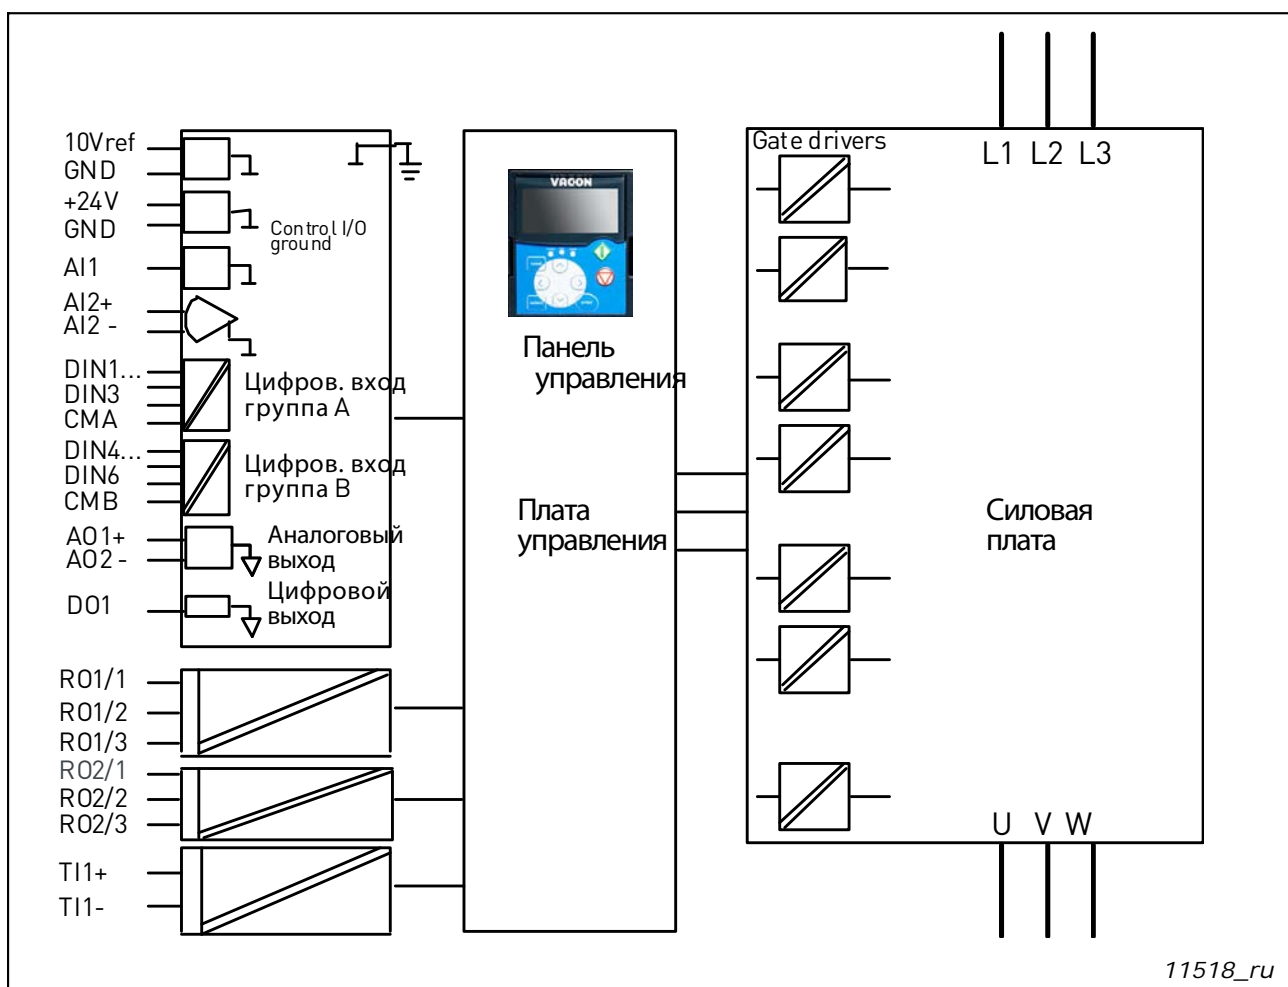 10Vref
GND
+24V
GND
Control I/O
ground
AI1
AI2+
AI2 -
DIN1...
DIN3
CMA
Цифров. вход
группа A
DIN4...
DIN6
CMB
Цифров. вход
группа B
AO1+
AO2 -
Аналоговый
выход
DO1
Цифровой
выход
RO1/1
RO1/2
RO1/3
RO2/1
RO2/2
RO2/3
TI1+
TI1-
VACON
Панель
управления
Плата
управления
Gate drivers
L1 L2 L3
Силовая
плата
U V W
11518_ru